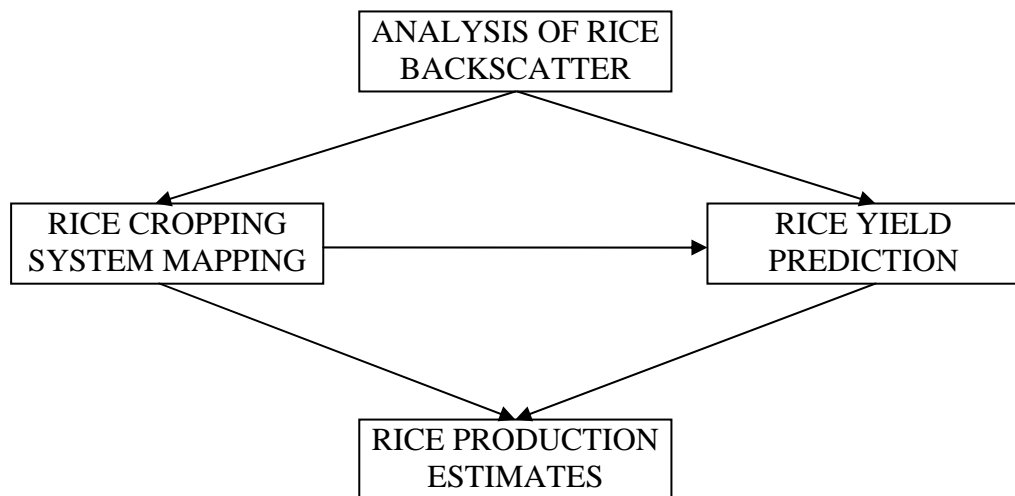 ANALYSIS OF RICE
BACKSCATTER
RICE CROPPING
SYSTEM MAPPING
RICE YIELD
PREDICTION
RICE PRODUCTION
ESTIMATES